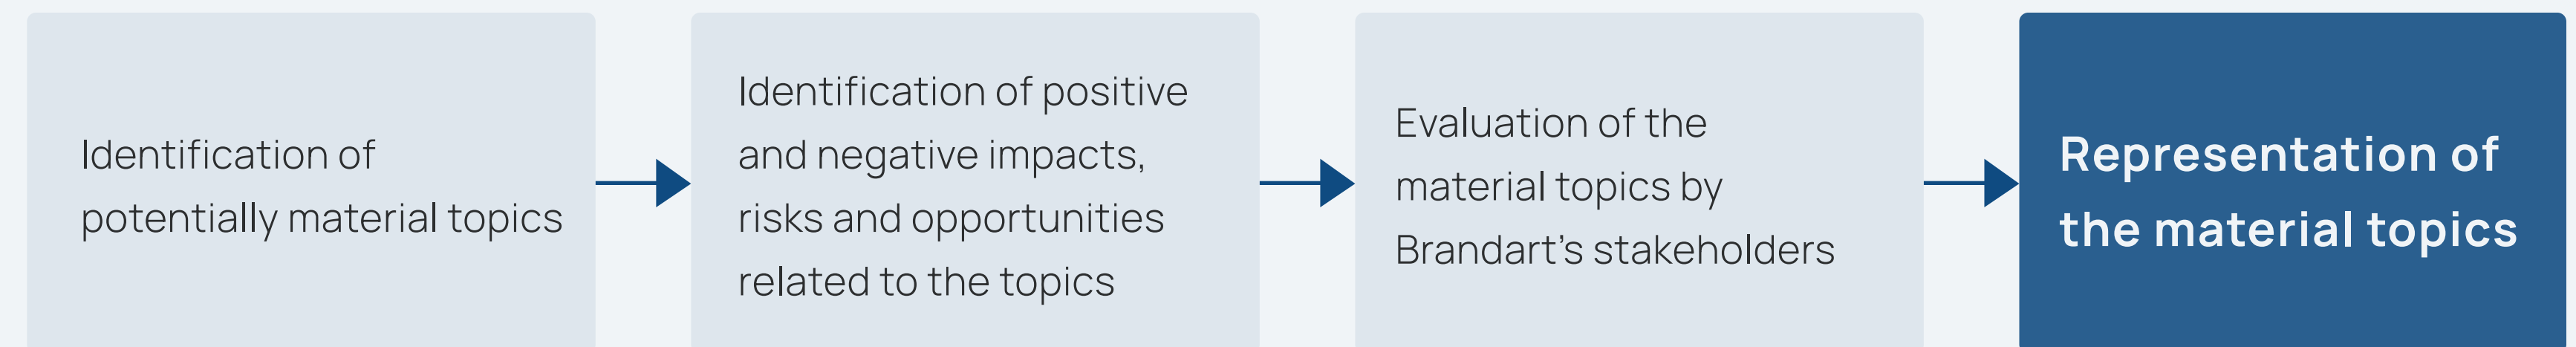 Identification of
potentially material topics
Identification of positive
and negative impacts,
risks and opportunities
related to the topics
Evaluation of the
material topics by
Brandart’s stakeholders
Representation of
the material topics